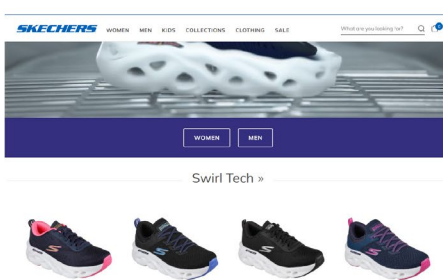 SKECHERS WOMEN MEN KIDS COLLECTIONS CLOTHING SALE What are you looking for?
WOMEN MEN
Swirl Tech »